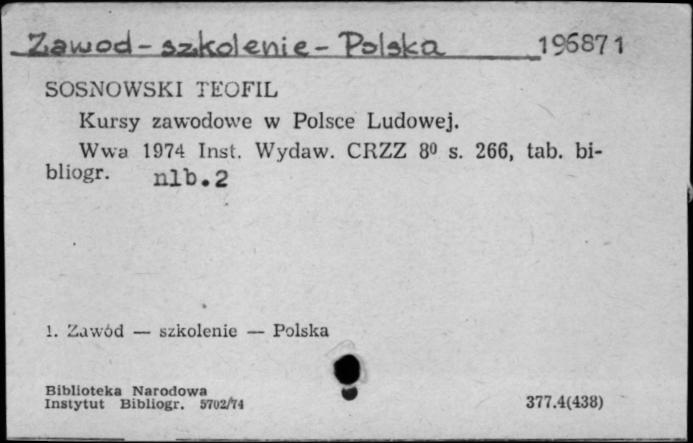 Zawod - szkolenie - Polska 196871
SOSNOWSKI TEOFIL
Kursy zawodowe w Polsce Ludowej.
Wwa 1974 Inst. Wydaw. CRZZ 8⁰ s. 266, tab. bi-
bliogr. nlb.2
1. Zawód — szkolenie — Polska
Biblioteka Narodowa
Instytut Bibliogr. 5702/74 377.4(438)